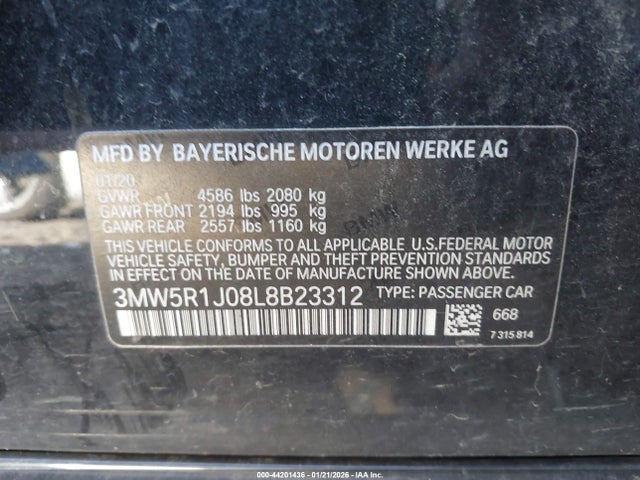 MFD BY BAYERISCHE MOTOREN WERKE AG
01/20
GVWR 4586 lbs 2080 kg
GAWR FRONT 2194 lbs 995 kg
GAWR REAR 2557 lbs 1160 kg
THIS VEHICLE CONFORMS TO ALL APPLICABLE U.S.FEDERAL MOTOR
VEHICLE SAFETY, BUMPER AND THEFT PREVENTION STANDARDS
IN EFFECT ON THE DATE OF MANUFACTURE SHOWN ABOVE.
3MW5R1J08L8B23312 TYPE: PASSENGER CAR
668
7 315 814
000-44201436 - 01/21/2026 - IAA Inc.